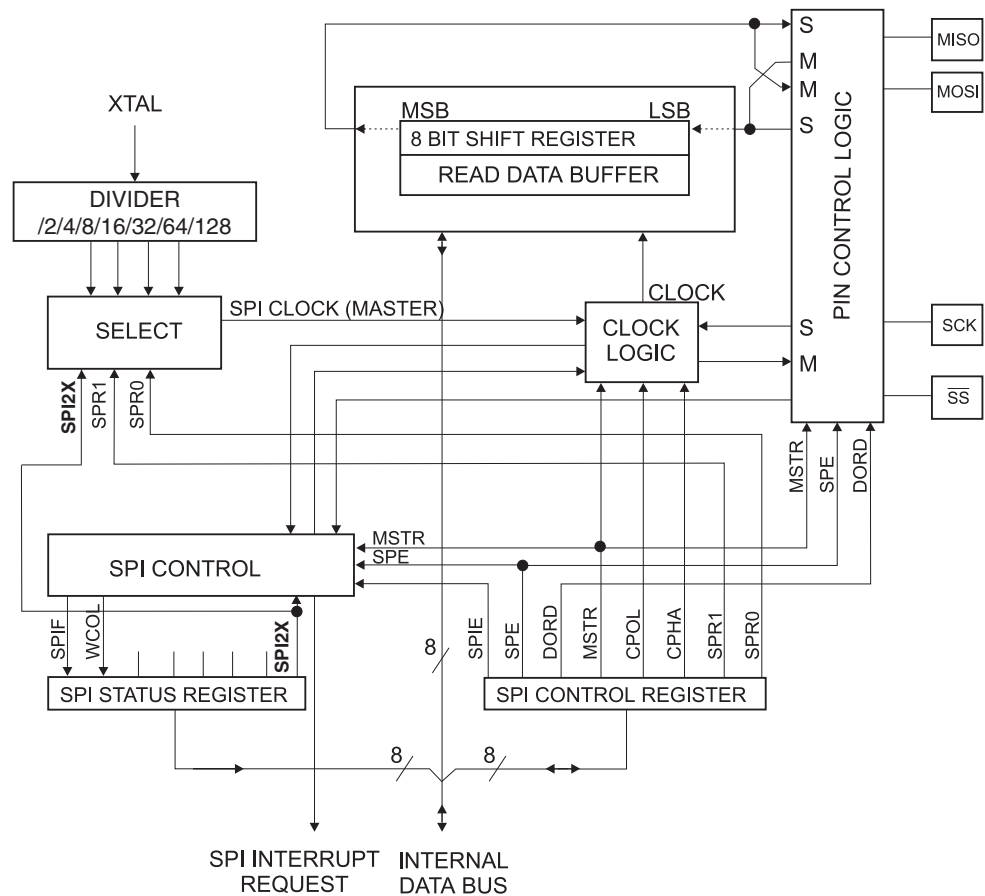 S
MISO
M
XTAL
M
MOSI
MSB
LSB
8 BIT SHIFT REGISTER
S
READ DATA BUFFER
PIN CONTROL LOGIC
DIVIDER
/2/4/8/16/32/64/128
SPI CLOCK (MASTER)
CLOCK
SELECT
CLOCK
LOGIC
S
SCK
M
SPI2X
SPR1
SPR0
SS
MSTR
SPE
DORD
MSTR
SPE
SPI CONTROL
SPIF
WCOL
SPI2X
8
SPIE
SPE
DORD
MSTR
CPOL
CPHA
SPR1
SPR0
SPI STATUS REGISTER
SPI CONTROL REGISTER
8
8
SPI INTERRUPT
REQUEST
INTERNAL
DATA BUS